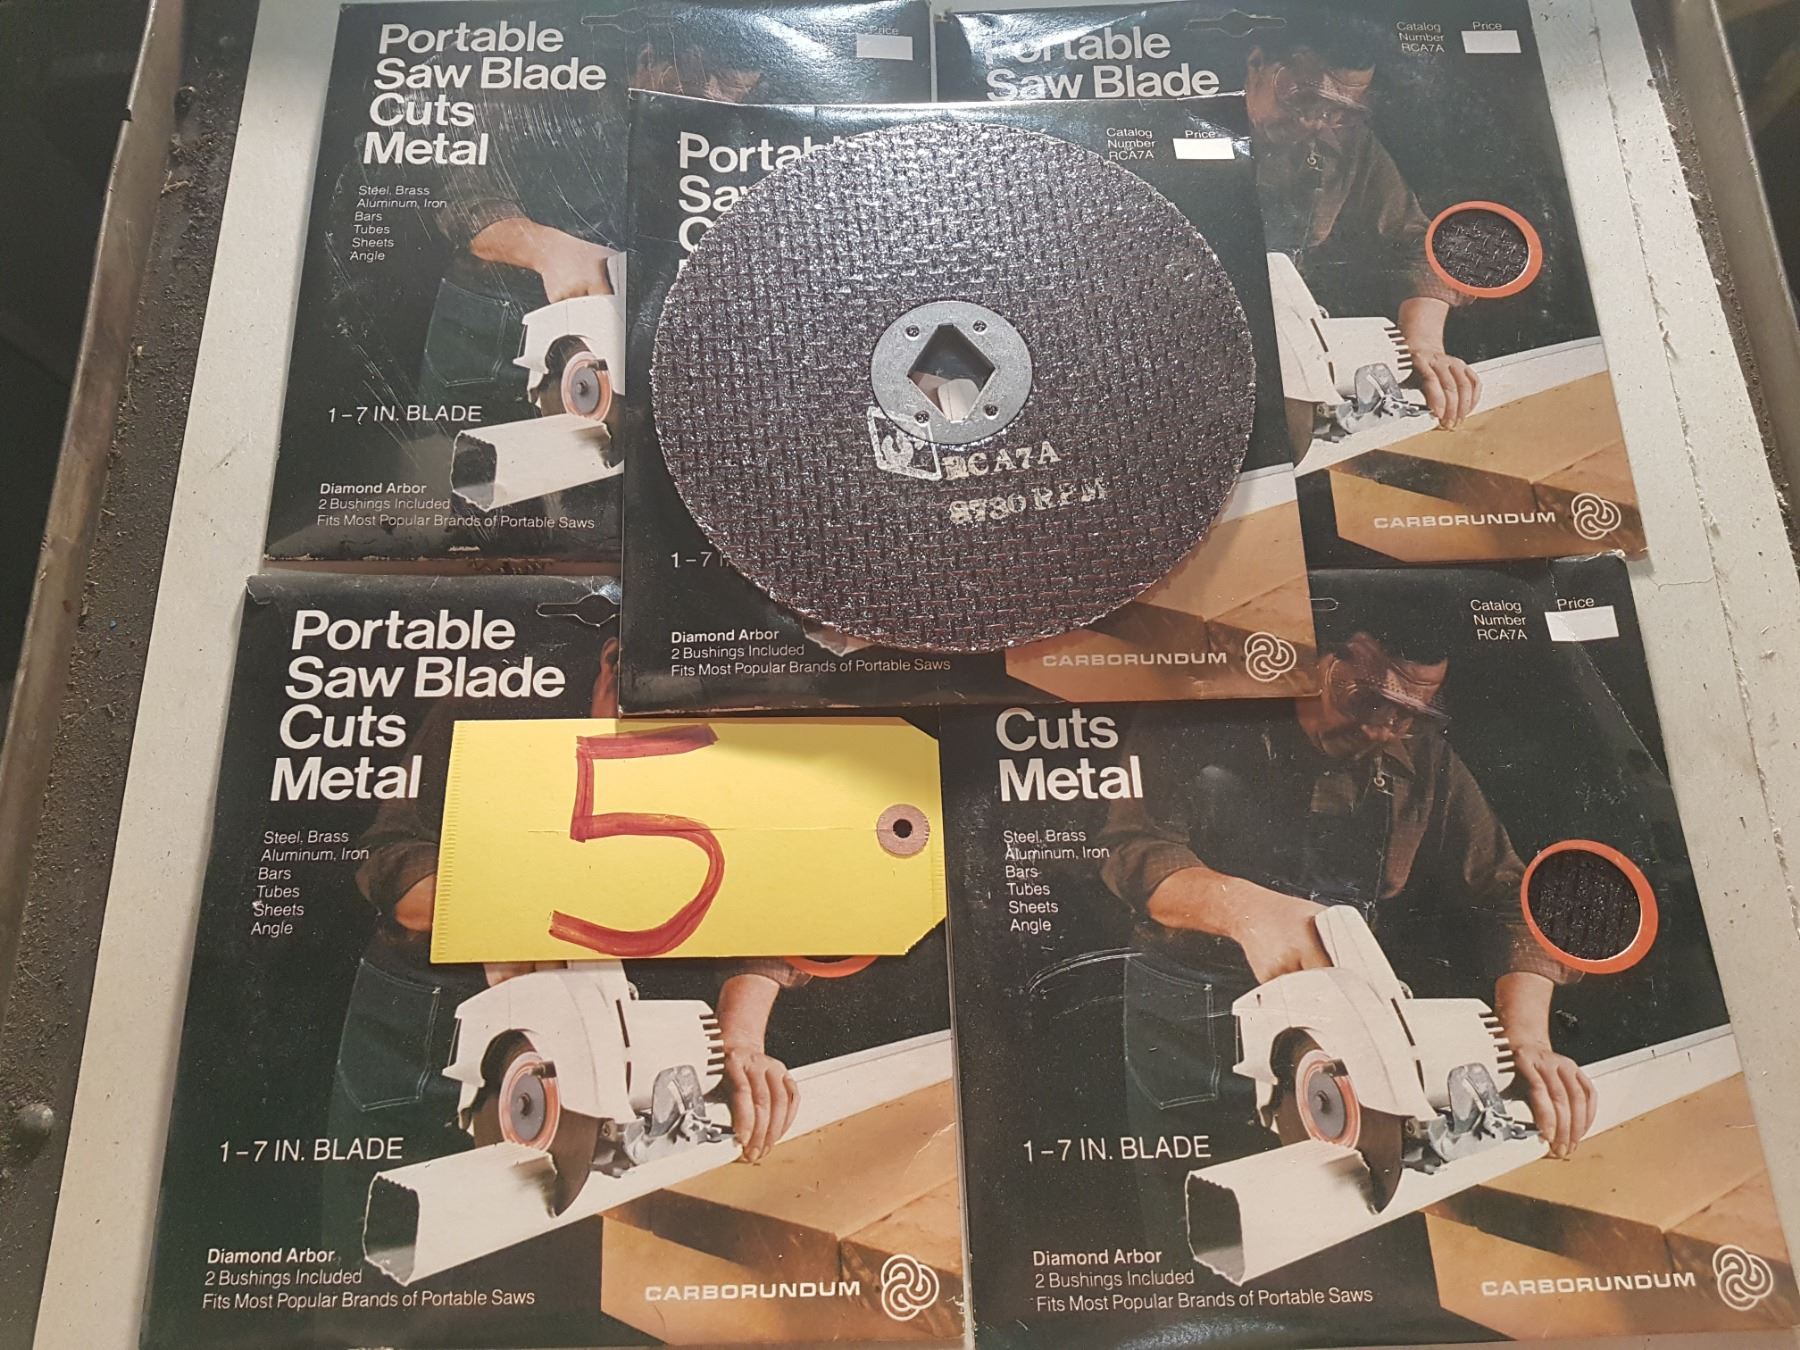 Portable
Saw Blade
Cuts
Metal
Steel, Brass
Aluminum, Iron
Bars
Tubes
Sheets
Angle
1-7 IN. BLADE
Diamond Arbor
2 Bushings Included
Fits Most Popular Brands of Portable Saws
Price
Portable
Saw Blade
Catalog
Number
RCA7A
Price
CARBORUNDUM
Catalog
Number
RCA7A
Price
RCA7A
8730 RPM
1-7
Diamond Arbor
2 Bushings Included
Fits Most Popular Brands of Portable Saws
CARBORUNDUM
Portable
Saw Blade
Cuts
Metal
Steel, Brass
Aluminum, Iron
Bars
Tubes
Sheets
Angle
1-7 IN. BLADE
Diamond Arbor
2 Bushings Included
Fits Most Popular Brands of Portable Saws
CARBORUNDUM
5
Catalog
Number
RCA7A
Price
Cuts
Metal
Steel, Brass
Aluminum, Iron
Bars
Tubes
Sheets
Angle
1-7 IN. BLADE
Diamond Arbor
2 Bushings Included
Fits Most Popular Brands of Portable Saws
CARBORUNDUM